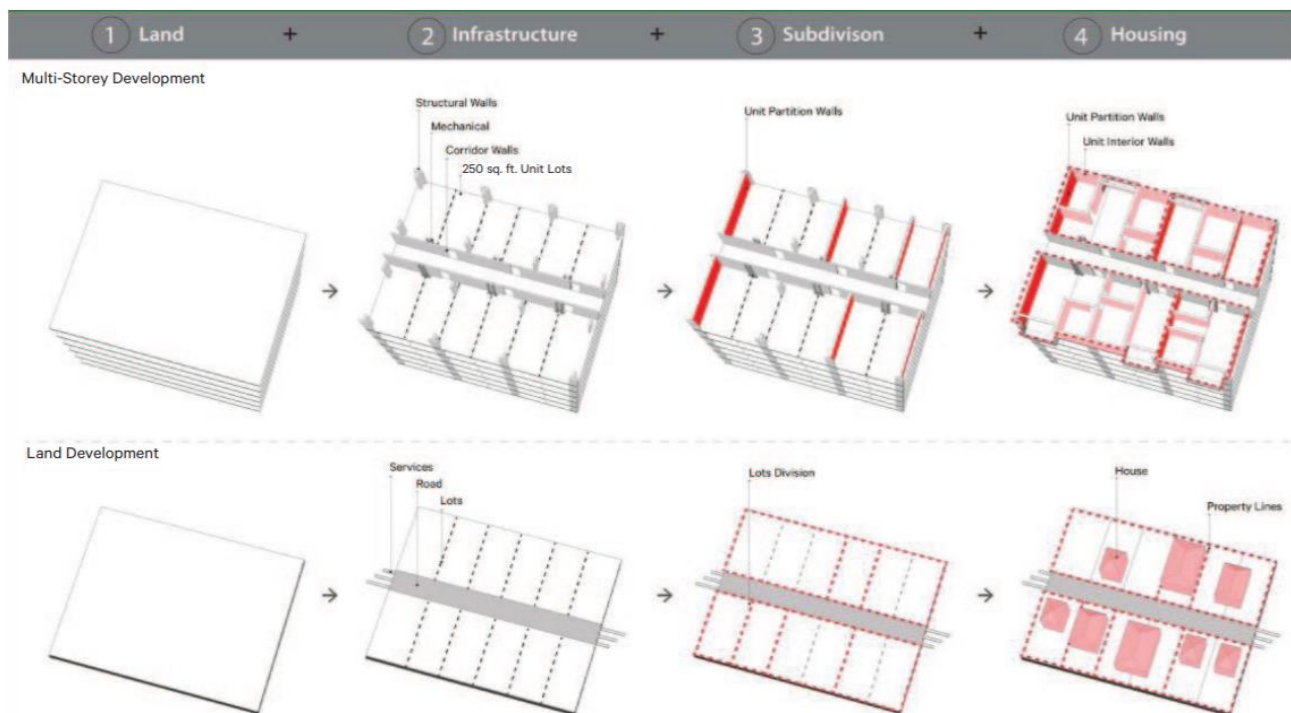 1 Land + 2 Infrastructure + 3 Subdivison + 4 Housing
Multi-Storey Development
Structural Walls
Mechanical
Corridor Walls
250 sq. ft. Unit Lots
Unit Partition Walls
Unit Partition Walls
Unit Interior Walls
Land Development
Services
Road
Lots
Lots Division
House
Property Lines